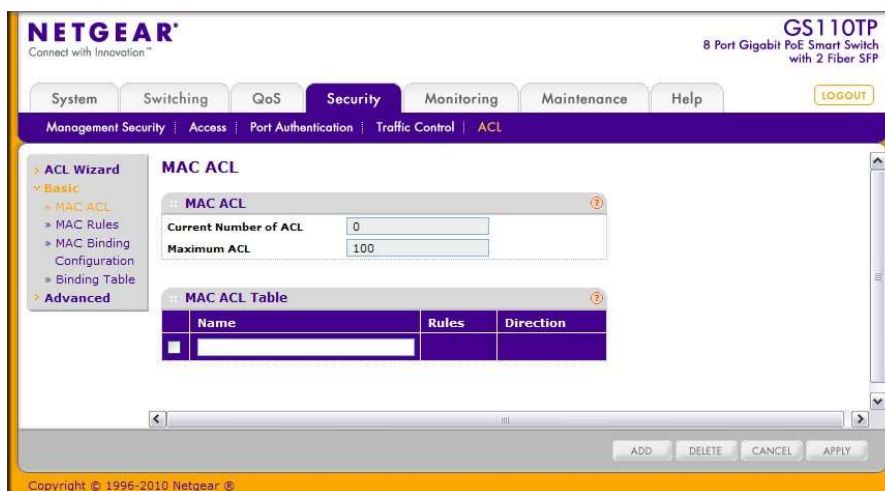 NETGEAR®
Connect with Innovation™
GS110TP
8 Port Gigabit PoE Smart Switch
with 2 Fiber SFP
System Switching QoS Security Monitoring Maintenance Help LOGOUT
Management Security Access Port Authentication Traffic Control ACL
ACL Wizard
Basic
» MAC ACL
» MAC Rules
» MAC Binding
Configuration
» Binding Table
Advanced
MAC ACL
MAC ACL
Current Number of ACL 0
Maximum ACL 100
MAC ACL Table
Name Rules Direction
ADD DELETE CANCEL APPLY
Copyright © 1996-2010 Netgear ®